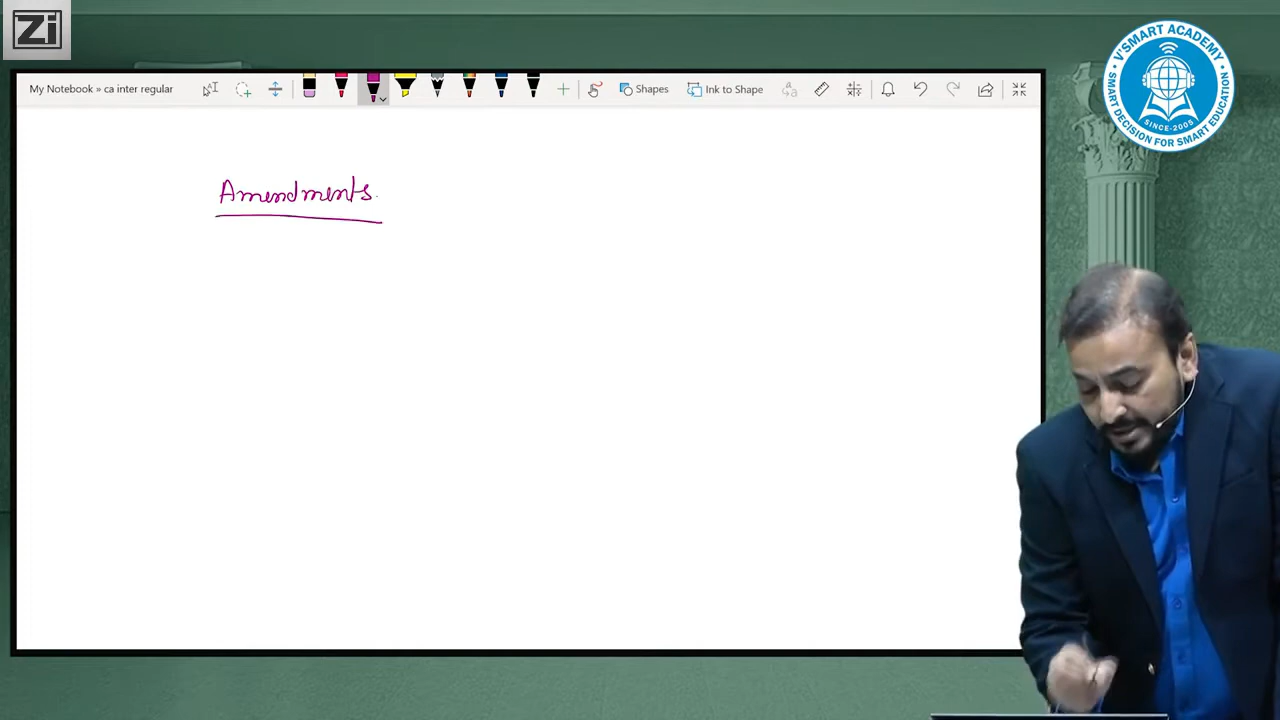 Zi
My Notebook » ca inter regular
Shapes
Ink to Shape
V'SMART ACADEMY
SMART DECISION FOR SMART EDUCATION
SINCE-2005
Amendments.